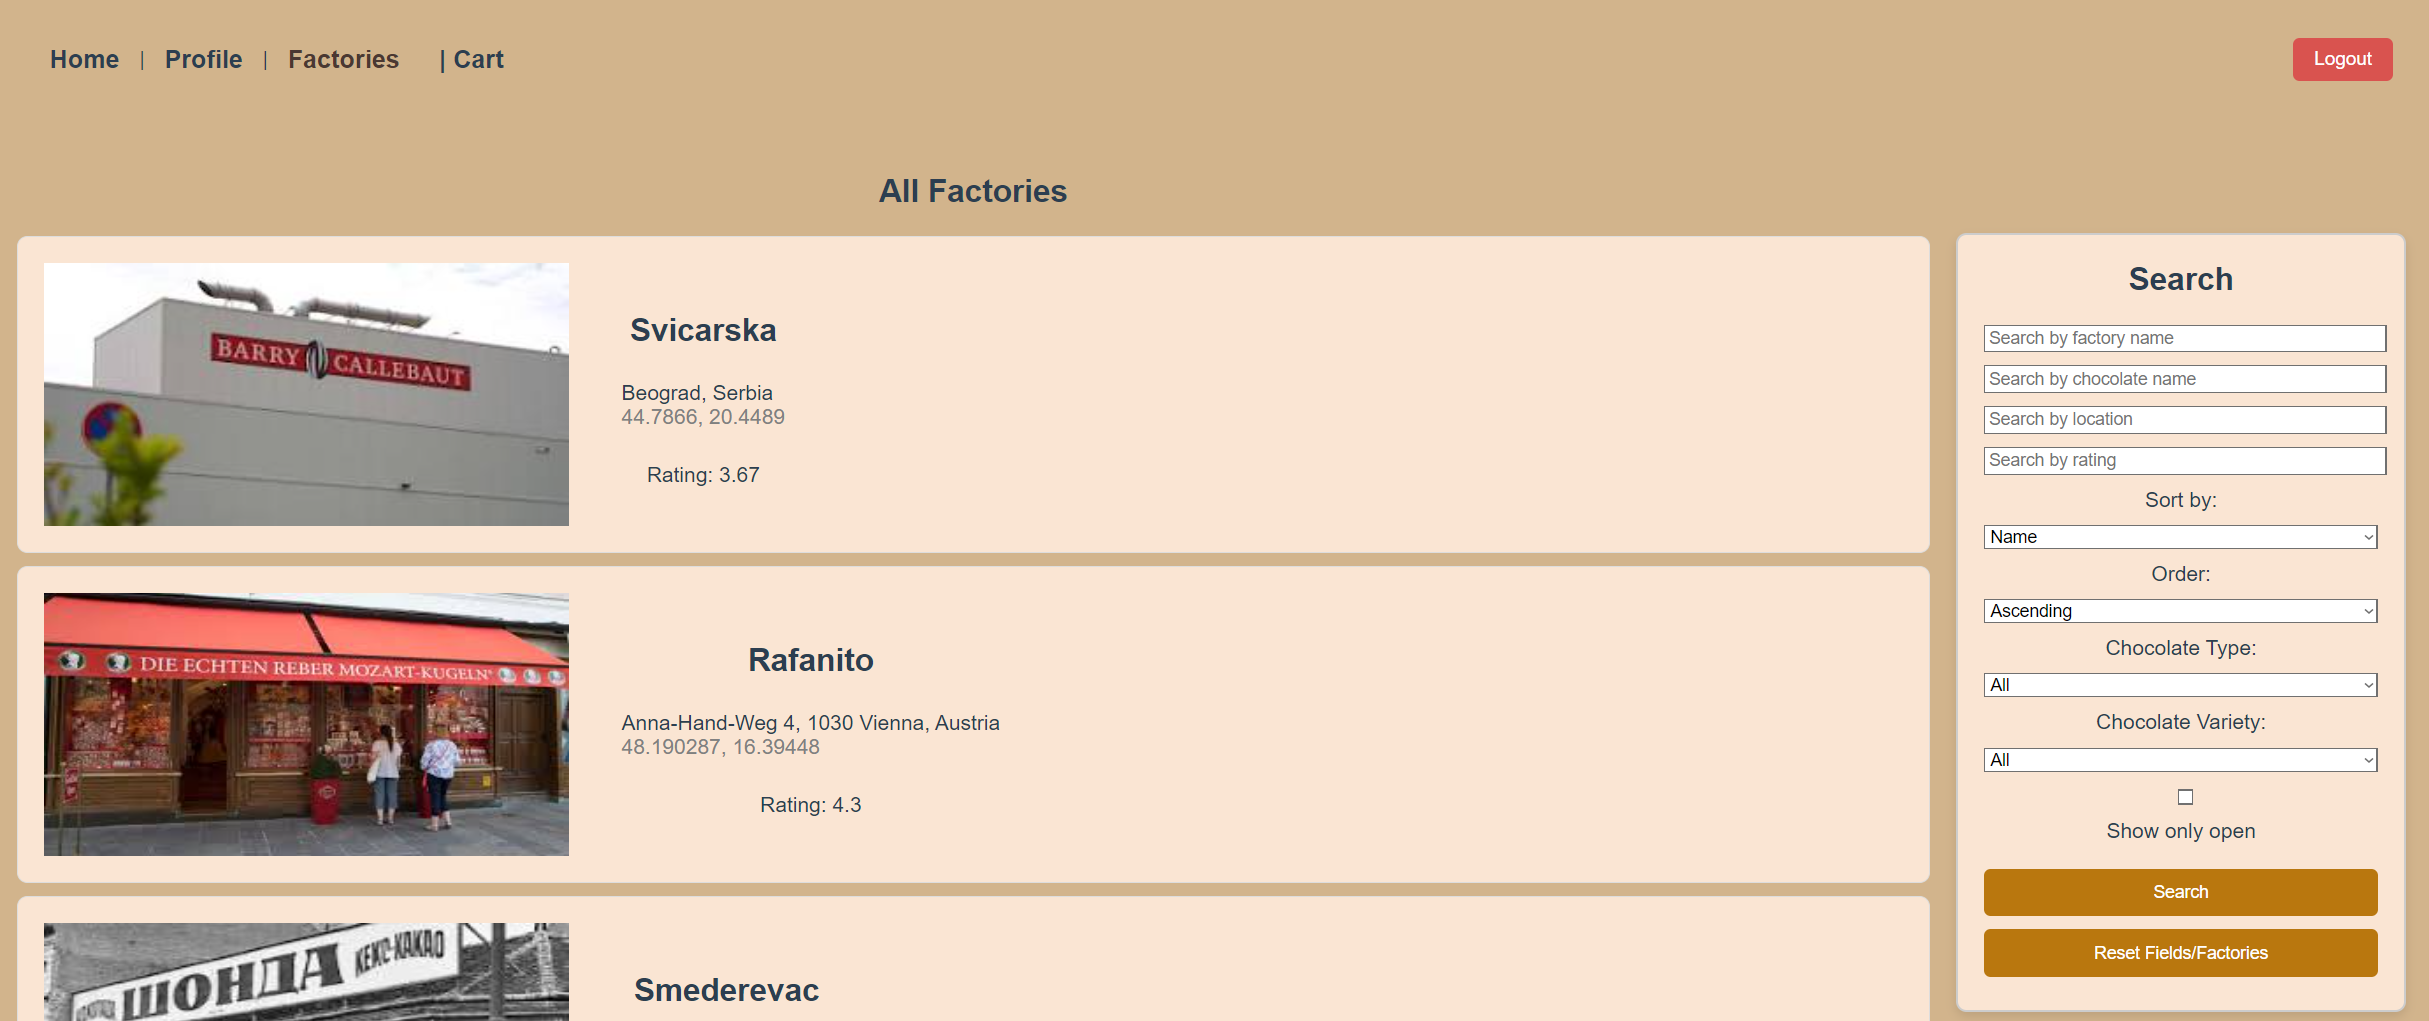 Home | Profile | Factories | Cart
Logout
All Factories
BARRY CALLEBAUT
Svicarska
Beograd, Serbia
44.7866, 20.4489
Rating: 3.67
DIE ECHTEN REBER MOZART-KUGELN
Rafanito
Anna-Hand-Weg 4, 1030 Vienna, Austria
48.190287, 16.39448
Rating: 4.3
ШОНДА КЕКС-КАКАО
Smederevac
Search
Search by factory name
Search by chocolate name
Search by location
Search by rating
Sort by:
Name
Order:
Ascending
Chocolate Type:
All
Chocolate Variety:
All
Show only open
Search
Reset Fields/Factories